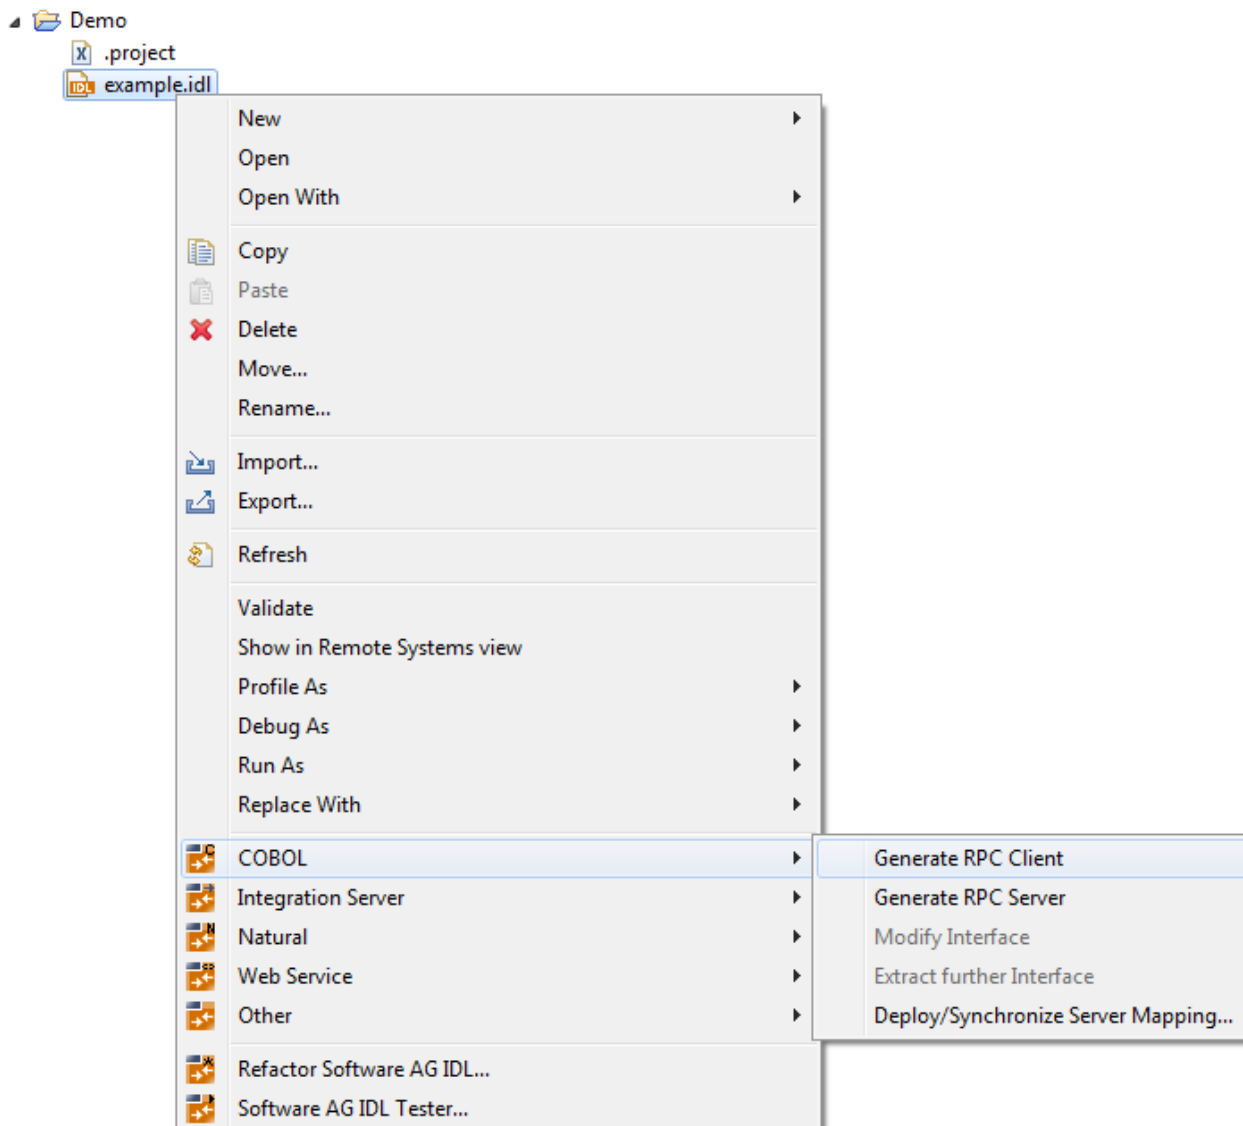 Demo
.project
example.idl
New
Open
Open With
Copy
Paste
Delete
Move...
Rename...
Import...
Export...
Refresh
Validate
Show in Remote Systems view
Profile As
Debug As
Run As
Replace With
COBOL
Integration Server
Natural
Web Service
Other
Refactor Software AG IDL...
Software AG IDL Tester...
Generate RPC Client
Generate RPC Server
Modify Interface
Extract further Interface
Deploy/Synchronize Server Mapping...